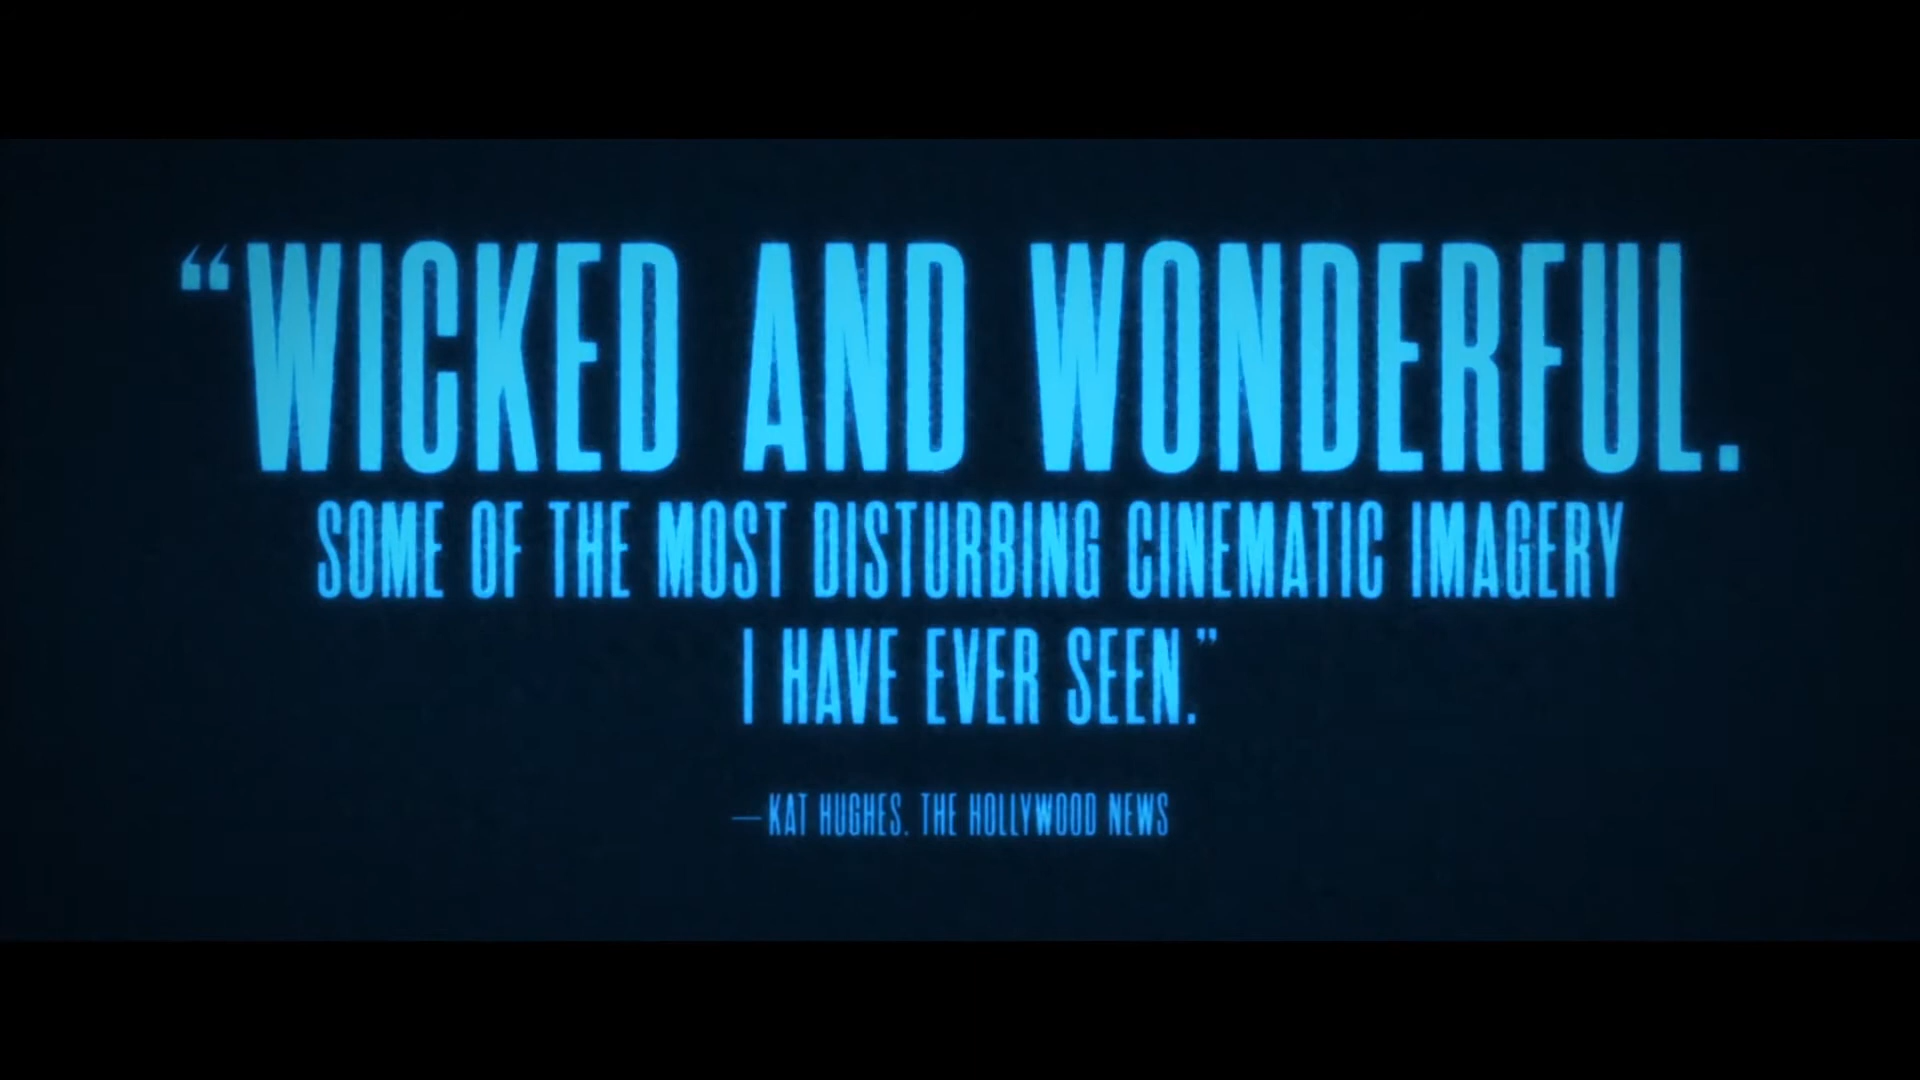 “WICKED AND WONDERFUL.
SOME OF THE MOST DISTURBING CINEMATIC IMAGERY
I HAVE EVER SEEN.”
—KAT HUGHES, THE HOLLYWOOD NEWS